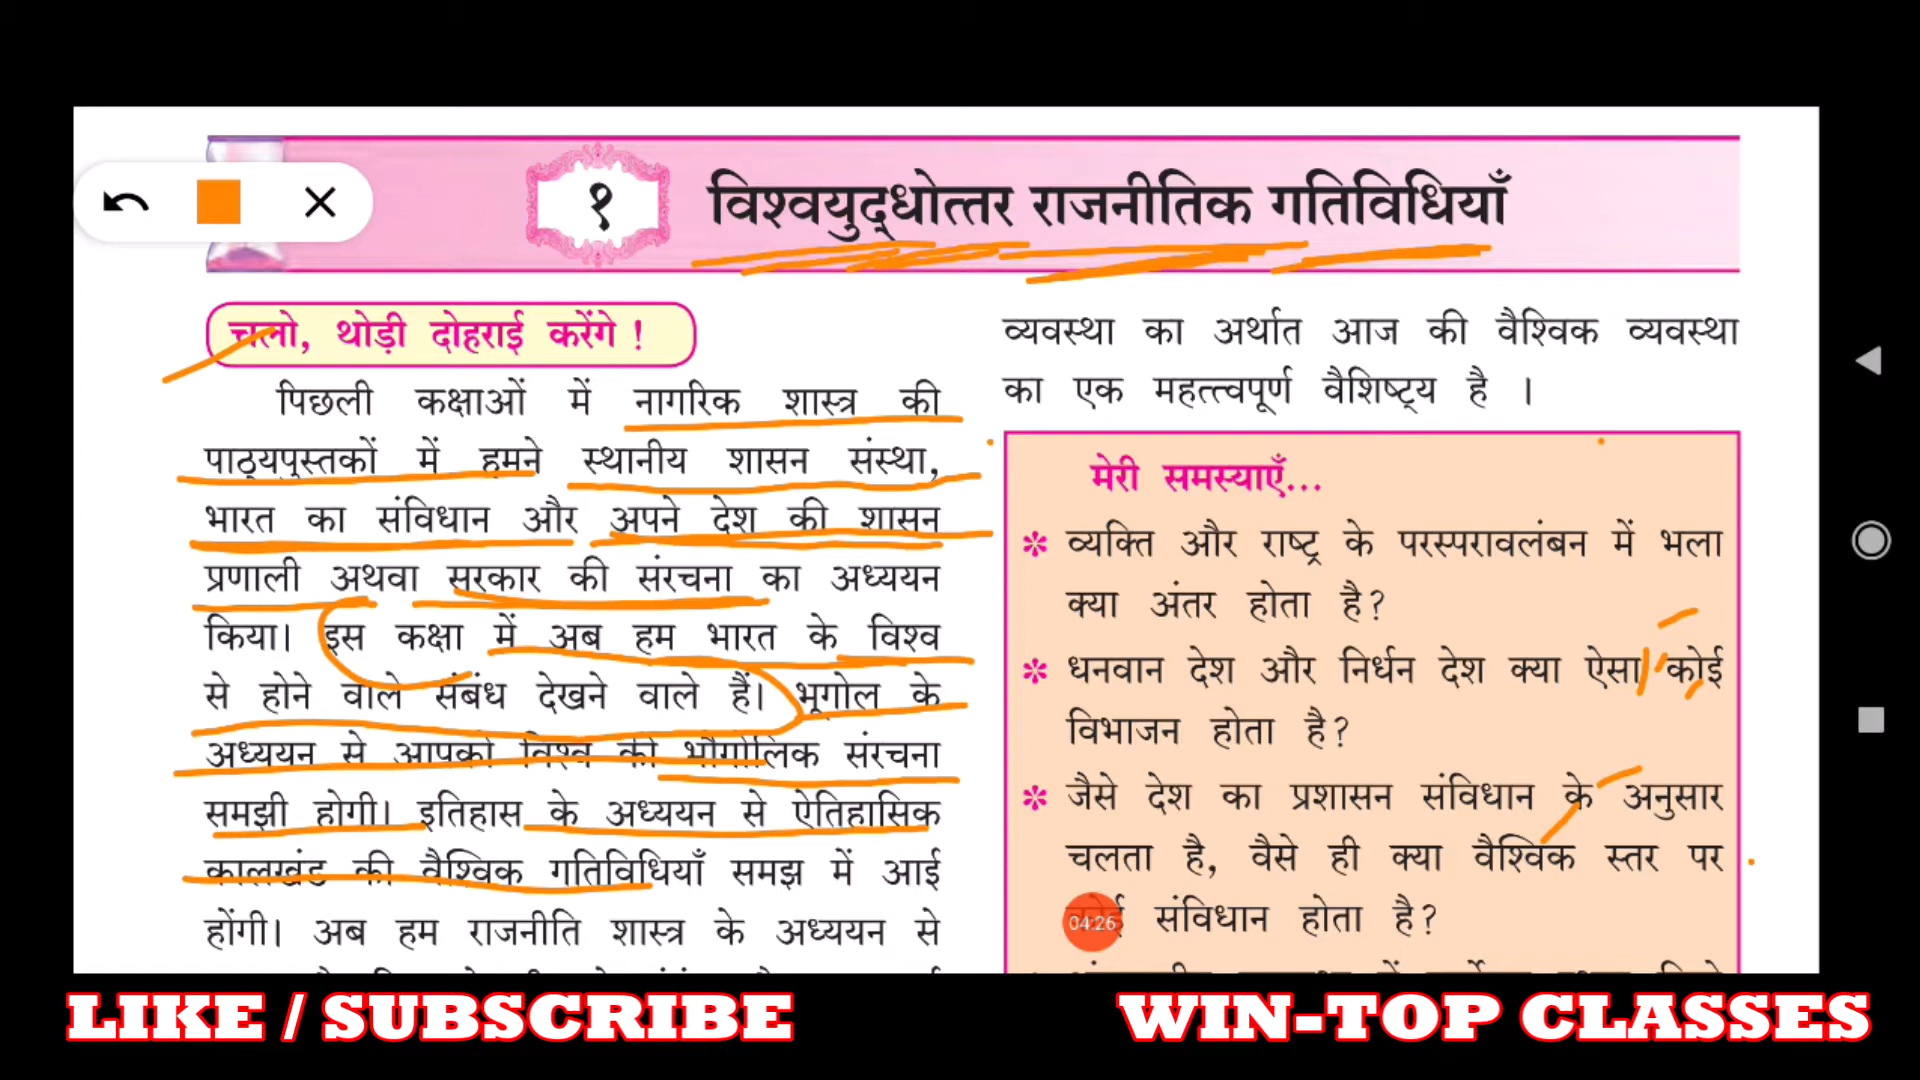 १ विश्वयुद्धोत्तर राजनीतिक गतिविधियाँ
चलो, थोड़ी दोहराई करेंगे !
पिछली कक्षाओं में नागरिक शास्त्र की
पाठ्यपुस्तकों में हमने स्थानीय शासन संस्था,
भारत का संविधान और अपने देश की शासन
प्रणाली अथवा सरकार की संरचना का अध्ययन
किया। इस कक्षा में अब हम भारत के विश्व
से होने वाले संबंध देखने वाले हैं। भूगोल के
अध्ययन से आपको विश्व की भौगोलिक संरचना
समझी होगी। इतिहास के अध्ययन से ऐतिहासिक
कालखंड की वैश्विक गतिविधियाँ समझ में आई
होंगी। अब हम राजनीति शास्त्र के अध्ययन से
व्यवस्था का अर्थात आज की वैश्विक व्यवस्था
का एक महत्त्वपूर्ण वैशिष्ट्य है ।
मेरी समस्याएँ...
* व्यक्ति और राष्ट्र के परस्परावलंबन में भला
क्या अंतर होता है?
* धनवान देश और निर्धन देश क्या ऐसा कोई
विभाजन होता है?
* जैसे देश का प्रशासन संविधान के अनुसार
चलता है, वैसे ही क्या वैश्विक स्तर पर
संविधान होता है?
04:26
LIKE / SUBSCRIBE
WIN-TOP CLASSES